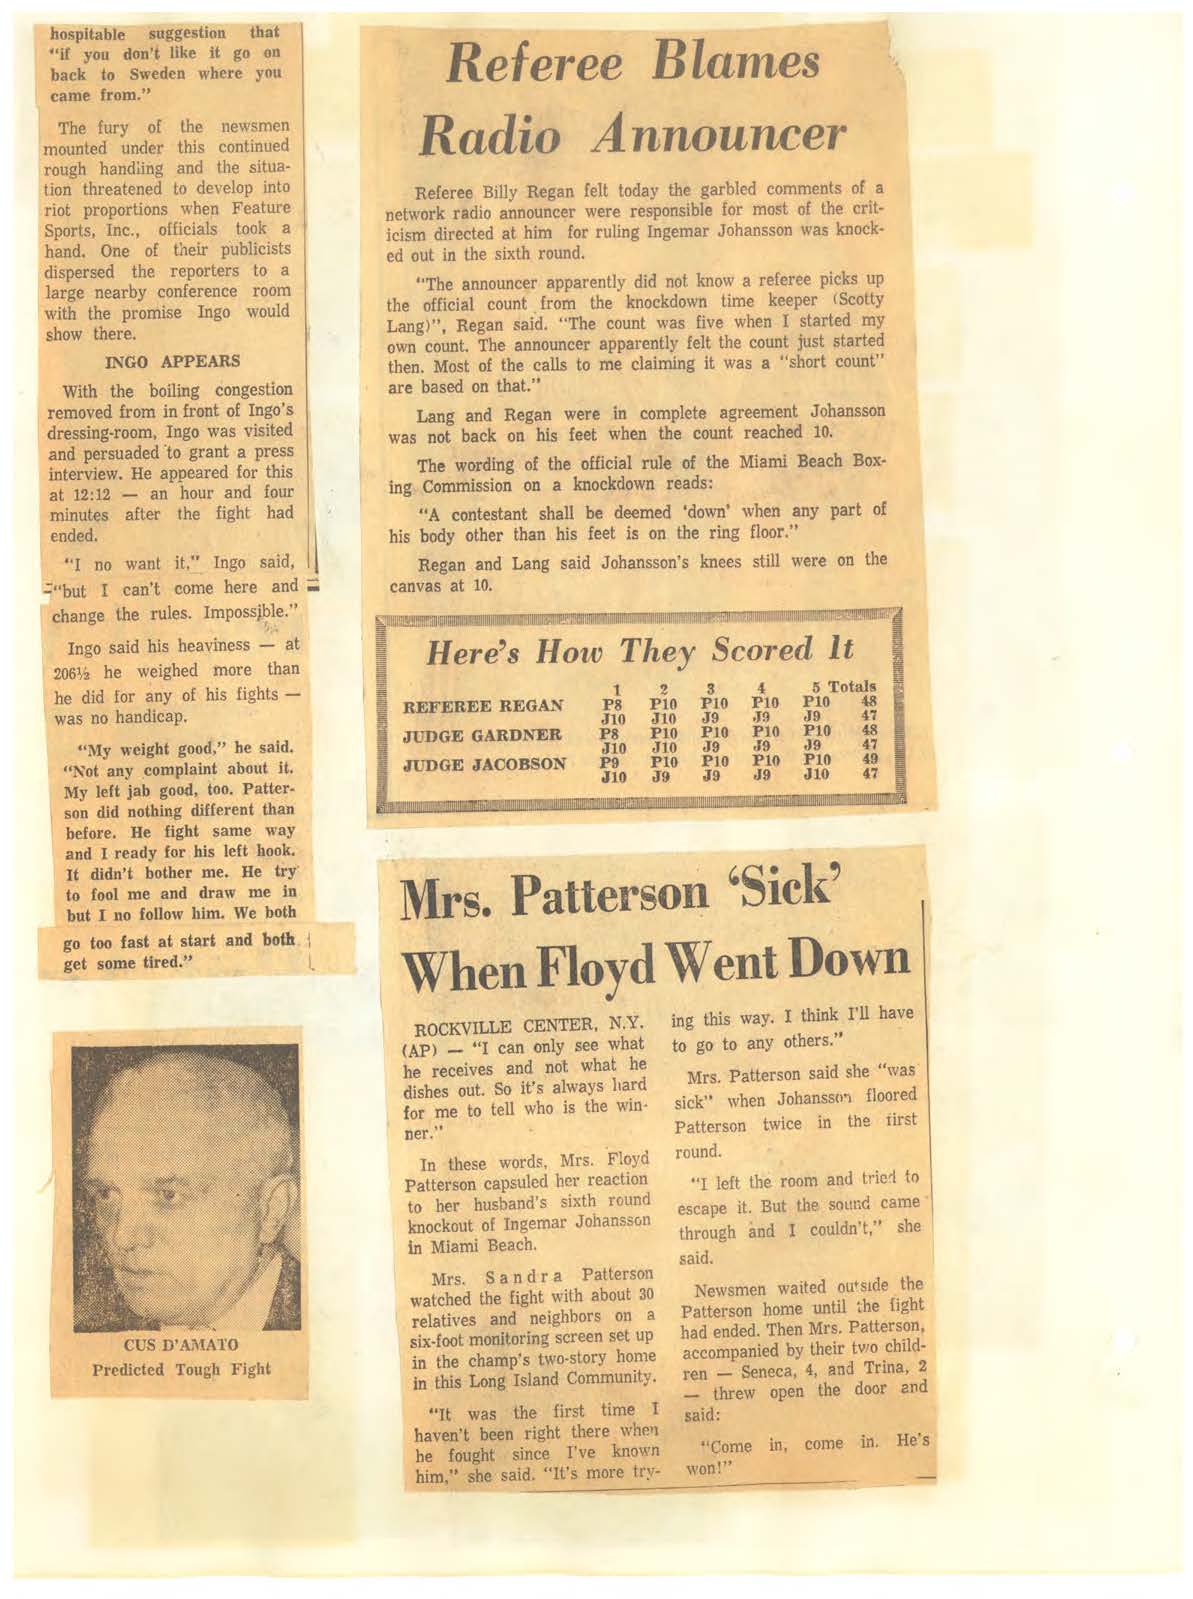 hospitable suggestion that
"if you don't like it go on
back to Sweden where you
came from."
The fury of the newsmen
mounted under this continued
rough handling and the situa-
tion threatened to develop into
riot proportions when Feature
Sports, Inc., officials took a
hand. One of their publicists
dispersed the reporters to a
large nearby conference room
with the promise Ingo would
show there.
INGO APPEARS
With the boiling congestion
removed from in front of Ingo's
dressing-room, Ingo was visited
and persuaded to grant a press
interview. He appeared for this
at 12:12 — an hour and four
minutes after the fight had
ended.
"I no want it," Ingo said,
"but I can't come here and
change the rules. Impossible."
Ingo said his heaviness — at
206½ he weighed more than
he did for any of his fights —
was no handicap.
"My weight good," he said.
"Not any complaint about it.
My left jab good, too. Patter-
son did nothing different than
before. He fight same way
and I ready for his left hook.
It didn't bother me. He try
to fool me and draw me in
but I no follow him. We both
go too fast at start and both
get some tired."
CUS D'AMATO
Predicted Tough Fight
Referee Blames
Radio Announcer
Referee Billy Regan felt today the garbled comments of a
network radio announcer were responsible for most of the crit-
icism directed at him for ruling Ingemar Johansson was knock-
ed out in the sixth round.
"The announcer apparently did not know a referee picks up
the official count from the knockdown time keeper (Scotty
Lang)", Regan said. "The count was five when I started my
own count. The announcer apparently felt the count just started
then. Most of the calls to me claiming it was a "short count"
are based on that."
Lang and Regan were in complete agreement Johansson
was not back on his feet when the count reached 10.
The wording of the official rule of the Miami Beach Box-
ing Commission on a knockdown reads:
"A contestant shall be deemed 'down' when any part of
his body other than his feet is on the ring floor."
Regan and Lang said Johansson's knees still were on the
canvas at 10.
Here's How They Scored It
1 2 3 4 5 Totals
REFEREE REGAN P8 P10 P10 P10 P10 48
J10 J10 J9 J9 J9 47
JUDGE GARDNER P8 P10 P10 P10 P10 48
J10 J10 J9 J9 J9 47
JUDGE JACOBSON P9 P10 P10 P10 P10 49
J10 J9 J9 J9 J10 47
Mrs. Patterson 'Sick'
When Floyd Went Down
ROCKVILLE CENTER, N.Y.
(AP) — "I can only see what
he receives and not what he
dishes out. So it's always hard
for me to tell who is the win-
ner."
In these words, Mrs. Floyd
Patterson capsuled her reaction
to her husband's sixth round
knockout of Ingemar Johansson
in Miami Beach.
Mrs. Sandra Patterson
watched the fight with about 30
relatives and neighbors on a
six-foot monitoring screen set up
in the champ's two-story home
in this Long Island Community.
"It was the first time I
haven't been right there when
he fought since I've known
him," she said. "It's more try-
ing this way. I think I'll have
to go to any others."
Mrs. Patterson said she "was
sick" when Johansson floored
Patterson twice in the first
round.
"I left the room and tried to
escape it. But the sound came
through and I couldn't," she
said.
Newsmen waited outside the
Patterson home until the fight
had ended. Then Mrs. Patterson,
accompanied by their two child-
ren — Seneca, 4, and Trina, 2
— threw open the door and
said:
"Come in, come in. He's
won!"